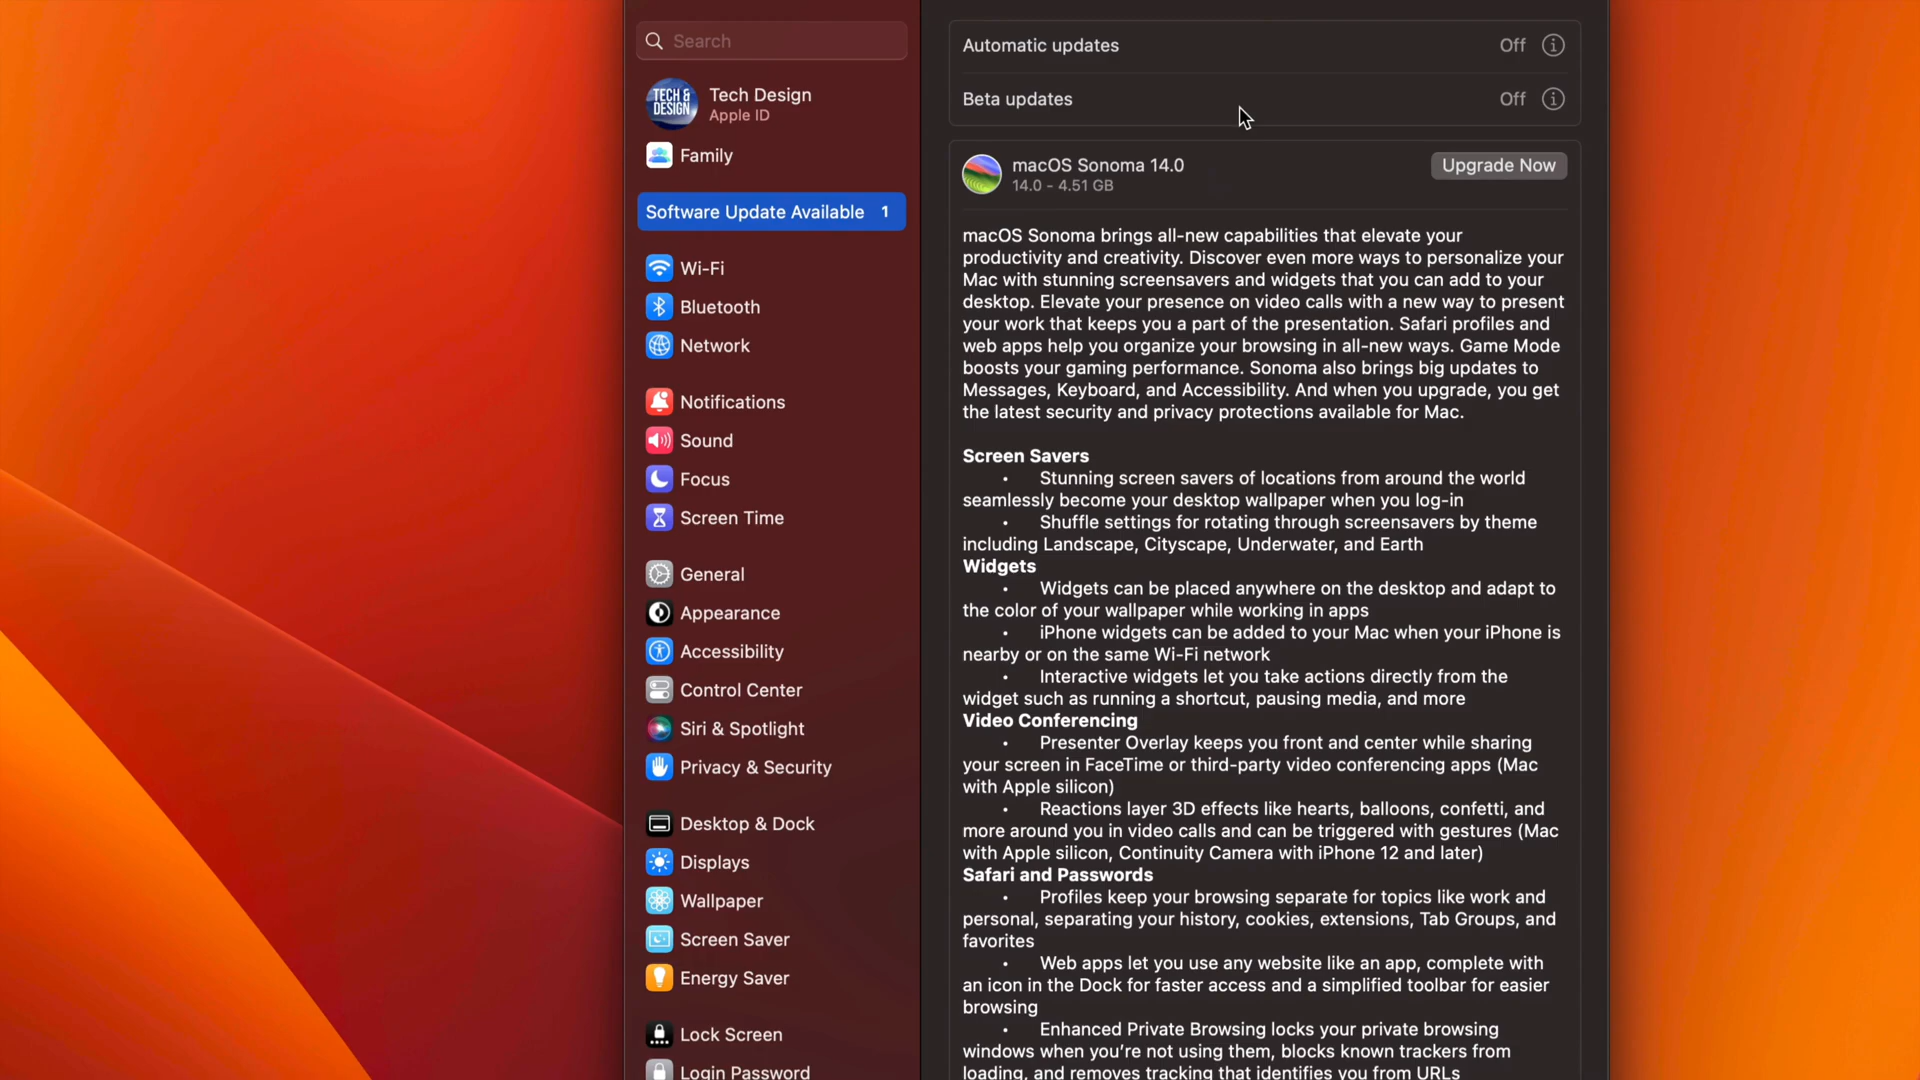 Search
TECH &
DESIGN
Tech Design
Apple ID
Family
Software Update Available 1
Wi-Fi
Bluetooth
Network
Notifications
Sound
Focus
Screen Time
General
Appearance
Accessibility
Control Center
Siri & Spotlight
Privacy & Security
Desktop & Dock
Displays
Wallpaper
Screen Saver
Energy Saver
Lock Screen
Login Password
Automatic updates Off
Beta updates Off
macOS Sonoma 14.0
14.0 - 4.51 GB
Upgrade Now
macOS Sonoma brings all-new capabilities that elevate your
productivity and creativity. Discover even more ways to personalize your
Mac with stunning screensavers and widgets that you can add to your
desktop. Elevate your presence on video calls with a new way to present
your work that keeps you a part of the presentation. Safari profiles and
web apps help you organize your browsing in all-new ways. Game Mode
boosts your gaming performance. Sonoma also brings big updates to
Messages, Keyboard, and Accessibility. And when you upgrade, you get
the latest security and privacy protections available for Mac.
Screen Savers
• Stunning screen savers of locations from around the world
seamlessly become your desktop wallpaper when you log-in
• Shuffle settings for rotating through screensavers by theme
including Landscape, Cityscape, Underwater, and Earth
Widgets
• Widgets can be placed anywhere on the desktop and adapt to
the color of your wallpaper while working in apps
• iPhone widgets can be added to your Mac when your iPhone is
nearby or on the same Wi-Fi network
• Interactive widgets let you take actions directly from the
widget such as running a shortcut, pausing media, and more
Video Conferencing
• Presenter Overlay keeps you front and center while sharing
your screen in FaceTime or third-party video conferencing apps (Mac
with Apple silicon)
• Reactions layer 3D effects like hearts, balloons, confetti, and
more around you in video calls and can be triggered with gestures (Mac
with Apple silicon, Continuity Camera with iPhone 12 and later)
Safari and Passwords
• Profiles keep your browsing separate for topics like work and
personal, separating your history, cookies, extensions, Tab Groups, and
favorites
• Web apps let you use any website like an app, complete with
an icon in the Dock for faster access and a simplified toolbar for easier
browsing
• Enhanced Private Browsing locks your private browsing
windows when you're not using them, blocks known trackers from
loading, and removes tracking that identifies you from URLs